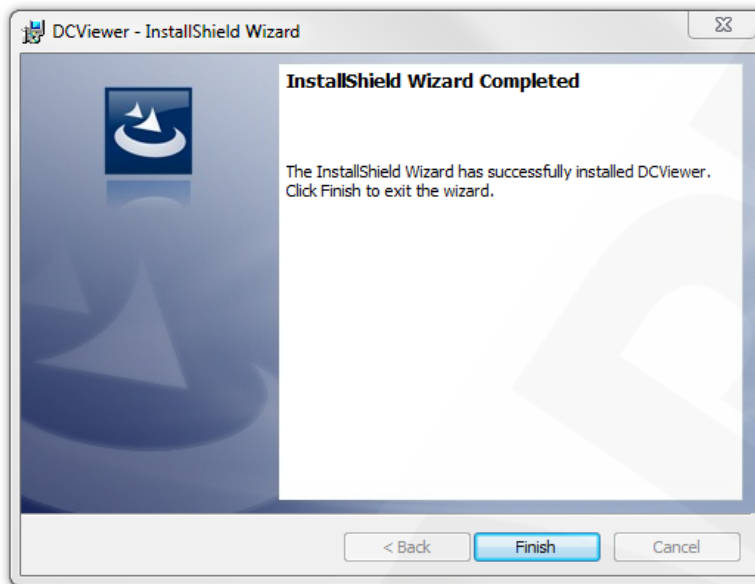 DCViewer - InstallShield Wizard
InstallShield Wizard Completed
The InstallShield Wizard has successfully installed DCViewer.
Click Finish to exit the wizard.
< Back
Finish
Cancel